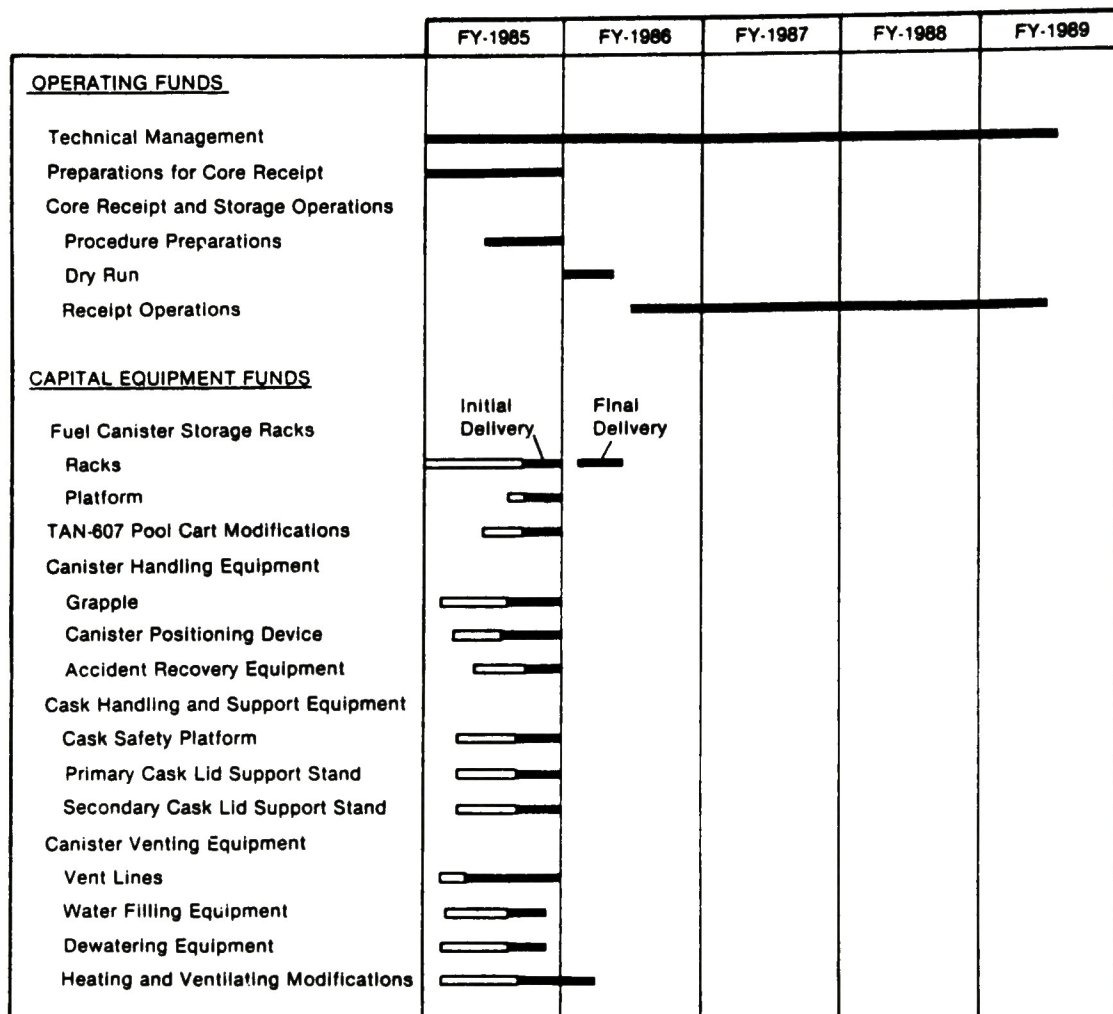 FY-1985 FY-1986 FY-1987 FY-1988 FY-1989
OPERATING FUNDS
Technical Management
Preparations for Core Receipt
Core Receipt and Storage Operations
Procedure Preparations
Dry Run
Receipt Operations
CAPITAL EQUIPMENT FUNDS
Initial Final
Fuel Canister Storage Racks Delivery Delivery
Racks
Platform
TAN-607 Pool Cart Modifications
Canister Handling Equipment
Grapple
Canister Positioning Device
Accident Recovery Equipment
Cask Handling and Support Equipment
Cask Safety Platform
Primary Cask Lid Support Stand
Secondary Cask Lid Support Stand
Canister Venting Equipment
Vent Lines
Water Filling Equipment
Dewatering Equipment
Heating and Ventilating Modifications